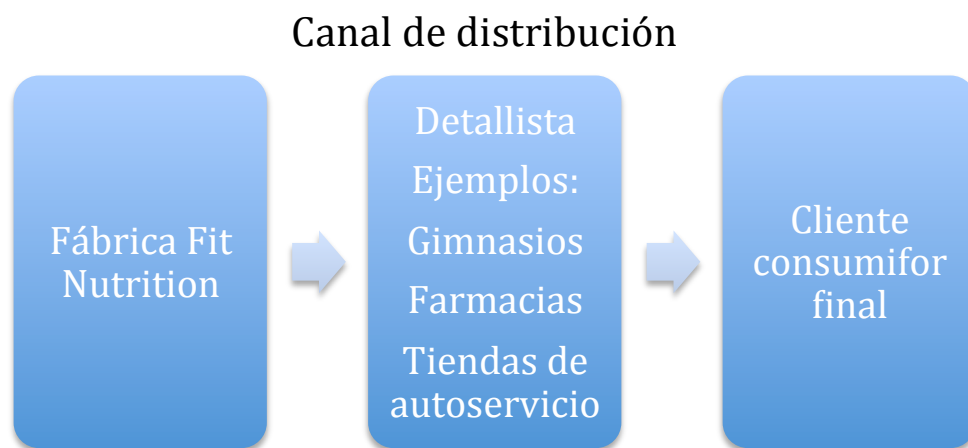 Canal de distribución
Fábrica Fit
Nutrition
Detallista
Ejemplos:
Gimnasios
Farmacias
Tiendas de
autoservicio
Cliente
consumifor
final